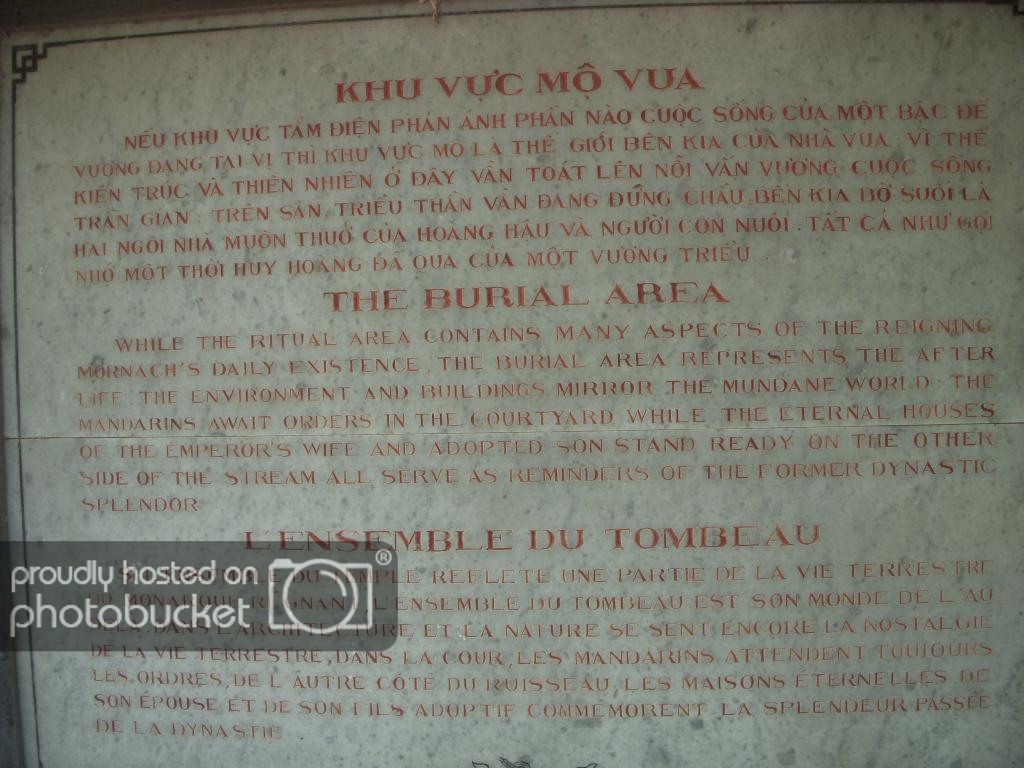 KHU VỰC MỘ VUA
NẾU KHU VỰC TẨM ĐIỆN PHẢN ÁNH PHẦN NÀO CUỘC SỐNG CỦA MỘT BẬC ĐẾ
VƯƠNG ĐANG TẠI VỊ THÌ KHU VỰC MỘ LÀ THẾ GIỚI BÊN KIA CỦA NHÀ VUA. VÌ THẾ
KIẾN TRÚC VÀ THIÊN NHIÊN Ở ĐÂY VẪN TOÁT LÊN NỖI VẤN VƯƠNG CUỘC SỐNG
TRẦN GIAN. TRÊN SÂN, TRIỀU THẦN VẪN ĐANG ĐỨNG CHẦU, BÊN KIA BỜ SUỐI LÀ
HAI NGÔI NHÀ MUÔN THUỞ CỦA HOÀNG HẬU VÀ NGƯỜI CON NUÔI. TẤT CẢ NHƯ GỢI
NHỚ MỘT THỜI HUY HOÀNG ĐÃ QUA CỦA MỘT VƯƠNG TRIỀU.
THE BURIAL AREA
WHILE THE RITUAL AREA CONTAINS MANY ASPECTS OF THE REIGNING
MORNACH'S DAILY EXISTENCE, THE BURIAL AREA REPRESENTS THE AFTER
LIFE. THE ENVIRONMENT AND BUILDINGS MIRROR THE MUNDANE WORLD: THE
MANDARINS AWAIT ORDERS IN THE COURTYARD WHILE THE ETERNAL HOUSES
OF THE EMPEROR'S WIFE AND ADOPTED SON STAND READY ON THE OTHER
SIDE OF THE STREAM ALL SERVE AS REMINDERS OF THE FORMER DYNASTIC
SPLENDOR
L'ENSEMBLE DU TOMBEAU
SI L'ENSEMBLE DU TEMPLE REFLETE UNE PARTIE DE LA VIE TERRESTRE
DU MONARQUE REGNANT, L'ENSEMBLE DU TOMBEAU EST SON MONDE DE L'AU
DELA. DANS L'ARCHITECTURE ET LA NATURE SE SENT ENCORE LA NOSTALGIE
DE LA VIE TERRESTRE, DANS LA COUR, LES MANDARINS ATTENDENT TOUJOURS
LES ORDRES, DE L'AUTRE CÔTÉ DU RUISSEAU, LES MAISONS ÉTERNELLES DE
SON ÉPOUSE ET DE SON FILS ADOPTIF COMMÉMORENT LA SPLENDEUR PASSÉE
DE LA DYNASTIE
proudly hosted on
photobucket
®